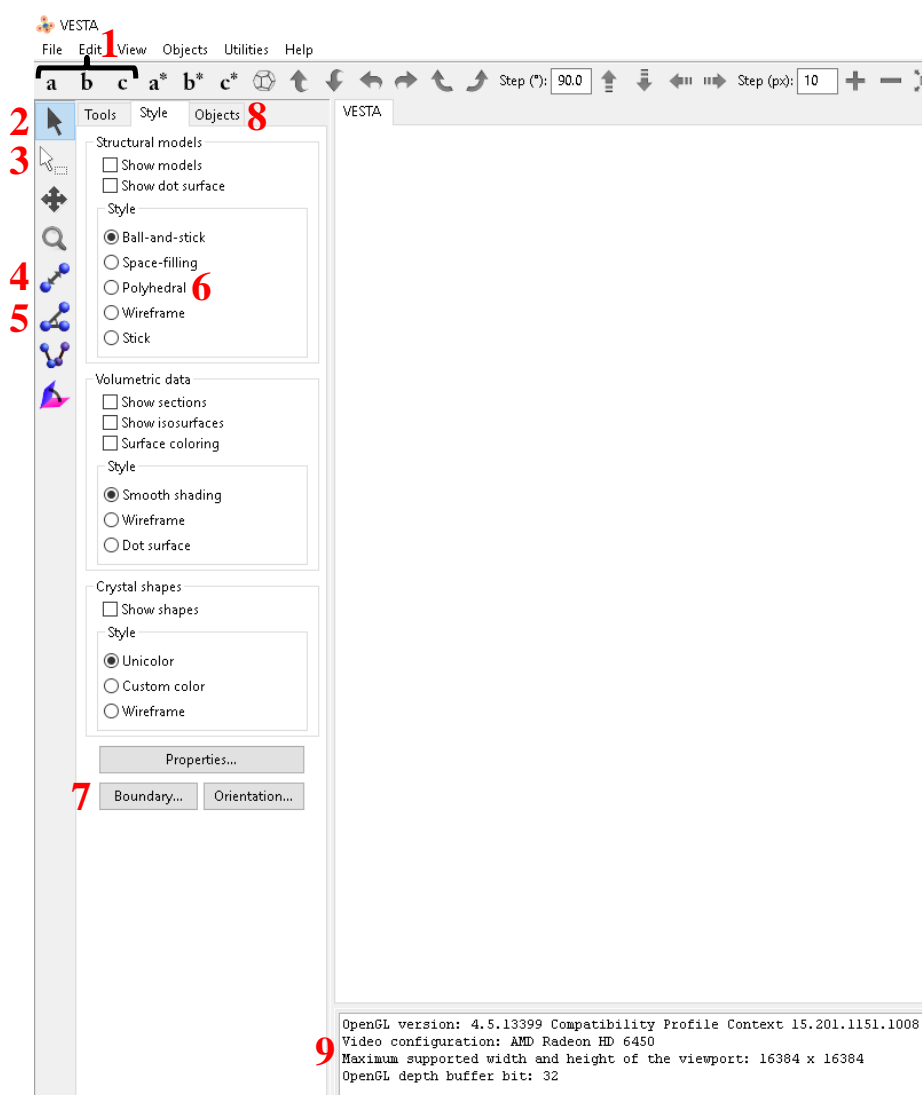 VESTA
File Edit View Objects Utilities Help
1
a b c a* b* c* Step (°): 90.0 Step (px): 10
2
3
4
5
Tools Style Objects 8
Structural models
Show models
Show dot surface
Style
Ball-and-stick
Space-filling
Polyhedral 6
Wireframe
Stick
Volumetric data
Show sections
Show isosurfaces
Surface coloring
Style
Smooth shading
Wireframe
Dot surface
Crystal shapes
Show shapes
Style
Unicolor
Custom color
Wireframe
Properties...
7 Boundary... Orientation...
VESTA
9
OpenGL version: 4.5.13399 Compatibility Profile Context 15.201.1151.1008
Video configuration: AMD Radeon HD 6450
Maximum supported width and height of the viewport: 16384 x 16384
OpenGL depth buffer bit: 32